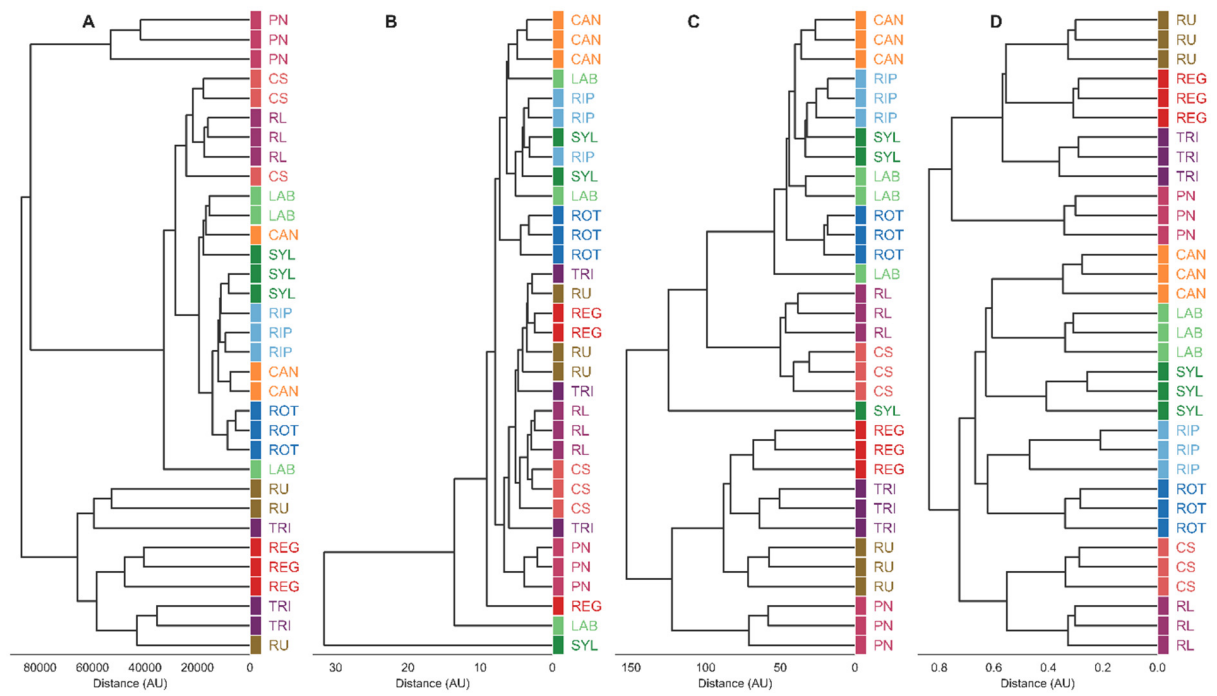 A
PN
PN
PN
CS
CS
RL
RL
RL
CS
LAB
LAB
CAN
SYL
SYL
SYL
RIP
RIP
RIP
CAN
CAN
ROT
ROT
ROT
LAB
RU
RU
TRI
REG
REG
REG
TRI
TRI
RU
80000 60000 40000 20000 0
Distance (AU)
B
CAN
CAN
CAN
LAB
RIP
RIP
SYL
RIP
SYL
LAB
ROT
ROT
ROT
TRI
RU
REG
REG
RU
RU
TRI
RL
RL
RL
CS
CS
CS
TRI
PN
PN
PN
REG
LAB
SYL
30 20 10 0
Distance (AU)
C
CAN
CAN
CAN
RIP
RIP
RIP
SYL
SYL
LAB
LAB
ROT
ROT
ROT
LAB
RL
RL
RL
CS
CS
CS
SYL
REG
REG
REG
TRI
TRI
TRI
RU
RU
RU
PN
PN
PN
150 100 50 0
Distance (AU)
D
RU
RU
RU
REG
REG
REG
TRI
TRI
TRI
PN
PN
PN
CAN
CAN
CAN
LAB
LAB
LAB
SYL
SYL
SYL
RIP
RIP
RIP
ROT
ROT
ROT
CS
CS
CS
RL
RL
RL
0.8 0.6 0.4 0.2 0.0
Distance (AU)